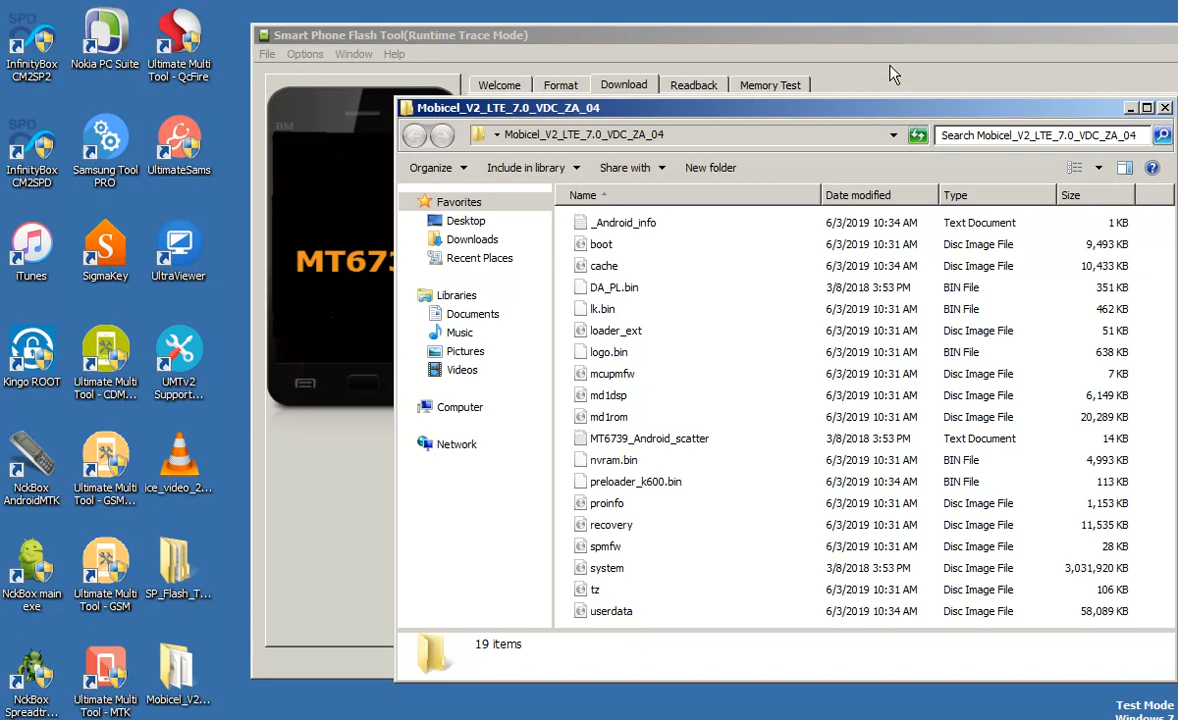 SPD
InfinityBox
CM2SP2
Nokia PC Suite
Ultimate Multi
Tool - QcFire
SPD
InfinityBox
CM2SPD
Samsung Tool
PRO
UltimateSams
iTunes
S
SigmaKey
UltraViewer
Kingo ROOT
Ultimate Multi
Tool - CDM...
UMTv2
Support...
NckBox
AndroidMTK
Ultimate Multi
Tool - GSM...
ice_video_2...
NckBox main
exe
Ultimate Multi
Tool - GSM
SP_Flash_T...
NckBox
Spreadtr...
Ultimate Multi
Tool - MTK
Mobicel_V2...
Smart Phone Flash Tool(Runtime Trace Mode)
File Options Window Help
Welcome Format Download Readback Memory Test
BM
MT673
Mobicel_V2_LTE_7.0_VDC_ZA_04
Mobicel_V2_LTE_7.0_VDC_ZA_04
Search Mobicel_V2_LTE_7.0_VDC_ZA_04
Organize Include in library Share with New folder
Favorites
Desktop
Downloads
Recent Places
Libraries
Documents
Music
Pictures
Videos
Computer
Network
Name Date modified Type Size
_Android_info 6/3/2019 10:34 AM Text Document 1 KB
boot 6/3/2019 10:31 AM Disc Image File 9,493 KB
cache 6/3/2019 10:31 AM Disc Image File 10,433 KB
DA_PL.bin 3/8/2018 3:53 PM BIN File 351 KB
lk.bin 6/3/2019 10:31 AM BIN File 462 KB
loader_ext 6/3/2019 10:31 AM Disc Image File 51 KB
logo.bin 6/3/2019 10:31 AM BIN File 638 KB
mcupmfw 6/3/2019 10:31 AM Disc Image File 7 KB
md1dsp 6/3/2019 10:31 AM Disc Image File 6,149 KB
md1rom 6/3/2019 10:31 AM Disc Image File 20,289 KB
MT6739_Android_scatter 3/8/2018 3:53 PM Text Document 14 KB
nvram.bin 6/3/2019 10:31 AM BIN File 4,993 KB
preloader_k600.bin 6/3/2019 10:34 AM BIN File 113 KB
proinfo 6/3/2019 10:31 AM Disc Image File 1,153 KB
recovery 6/3/2019 10:31 AM Disc Image File 11,535 KB
spmfw 6/3/2019 10:31 AM Disc Image File 28 KB
system 3/8/2018 3:53 PM Disc Image File 3,031,920 KB
tz 6/3/2019 10:31 AM Disc Image File 106 KB
userdata 6/3/2019 10:34 AM Disc Image File 58,089 KB
19 items
Test Mode
Windows 7